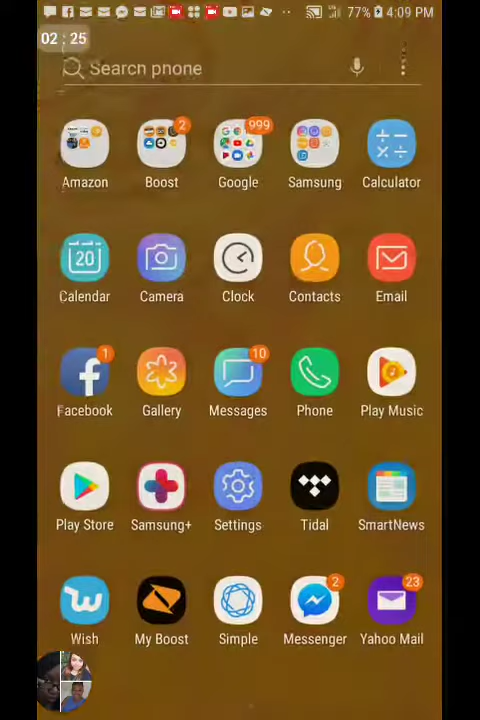 77% 4:09 PM
02 : 25
Search phone
2 999
Amazon Boost Google Samsung Calculator
20
Calendar Camera Clock Contacts Email
1 10
Facebook Gallery Messages Phone Play Music
Play Store Samsung+ Settings Tidal SmartNews
2 23
Wish My Boost Simple Messenger Yahoo Mail